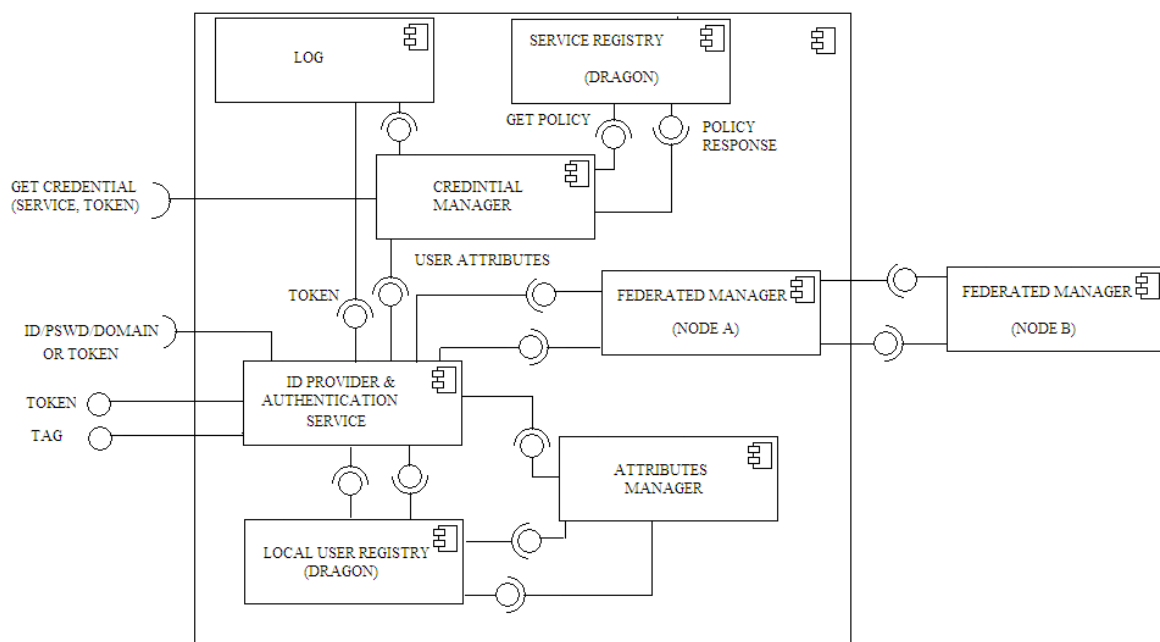 LOG
SERVICE REGISTRY
(DRAGON)
GET POLICY
POLICY
RESPONSE
GET CREDENTIAL
(SERVICE, TOKEN)
CREDINTIAL
MANAGER
USER ATTRIBUTES
TOKEN
FEDERATED MANAGER
(NODE A)
FEDERATED MANAGER
(NODE B)
ID/PSWD/DOMAIN
OR TOKEN
ID PROVIDER &
AUTHENTICATION
SERVICE
TOKEN
TAG
ATTRIBUTES
MANAGER
LOCAL USER REGISTRY
(DRAGON)